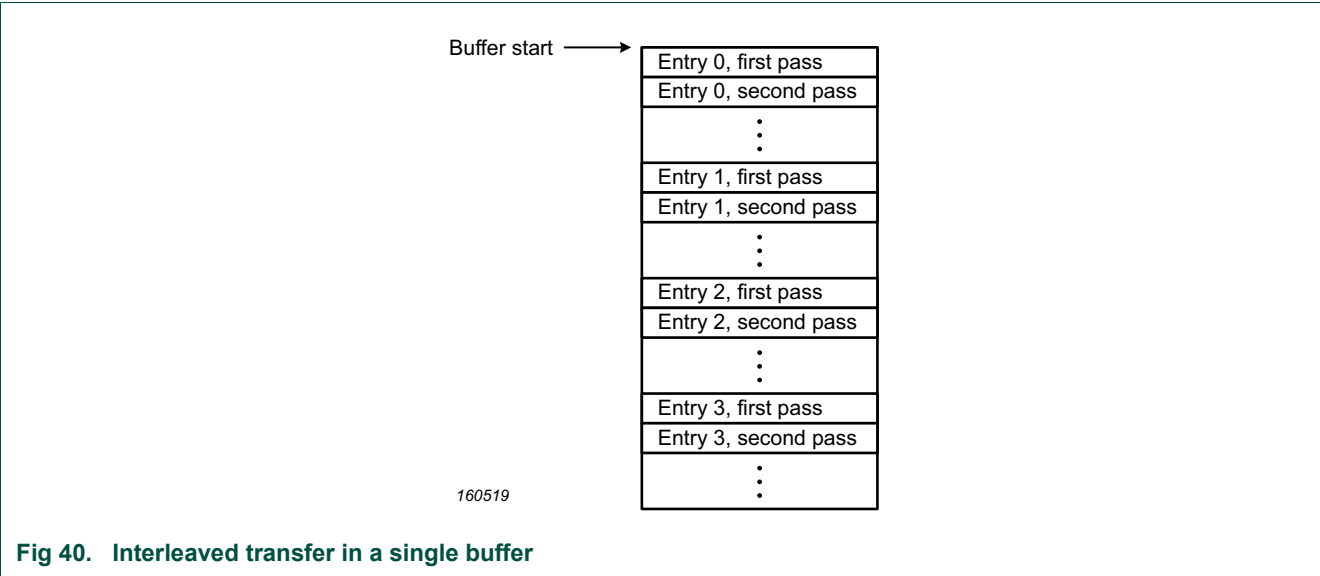 Buffer start
Entry 0, first pass
Entry 0, second pass
Entry 1, first pass
Entry 1, second pass
Entry 2, first pass
Entry 2, second pass
Entry 3, first pass
Entry 3, second pass
160519
Fig 40. Interleaved transfer in a single buffer